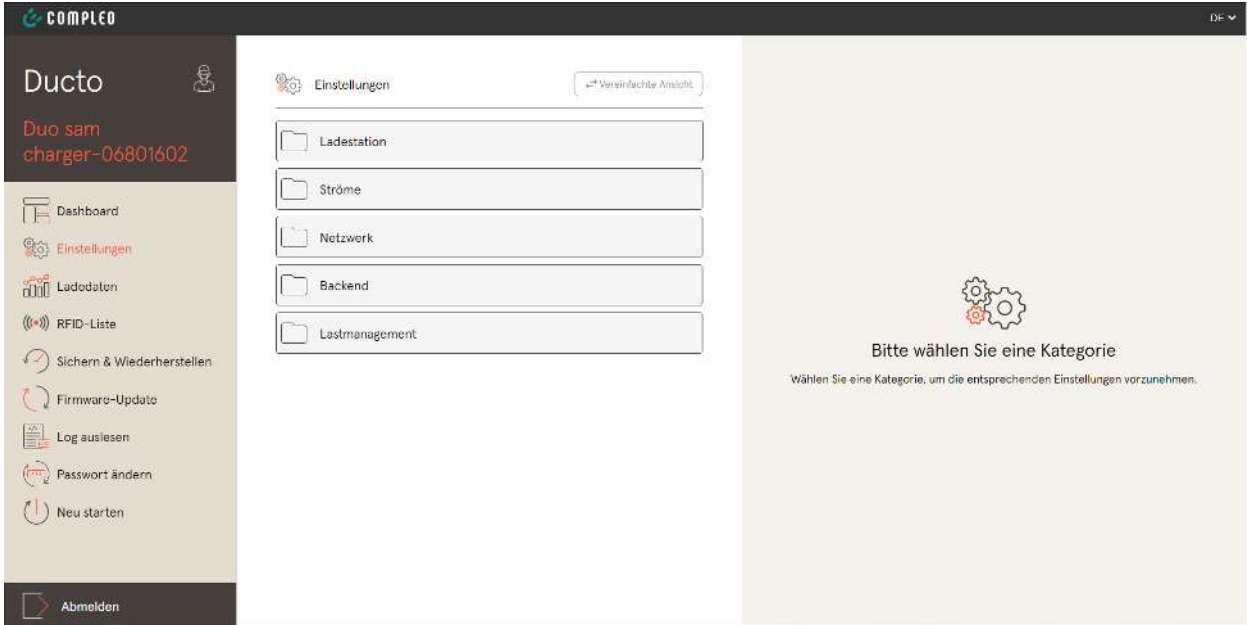 COMPLEO
DE
Ducto
Duo sam
charger-06801602
Dashboard
Einstellungen
Ladedaten
RFID-Liste
Sichern & Wiederherstellen
Firmware-Update
Log auslesen
Passwort ändern
Neu starten
Abmelden
Einstellungen
Vereinfachte Ansicht
Ladestation
Ströme
Netzwerk
Backend
Lastmanagement
Bitte wählen Sie eine Kategorie
Wählen Sie eine Kategorie, um die entsprechenden Einstellungen vorzunehmen.